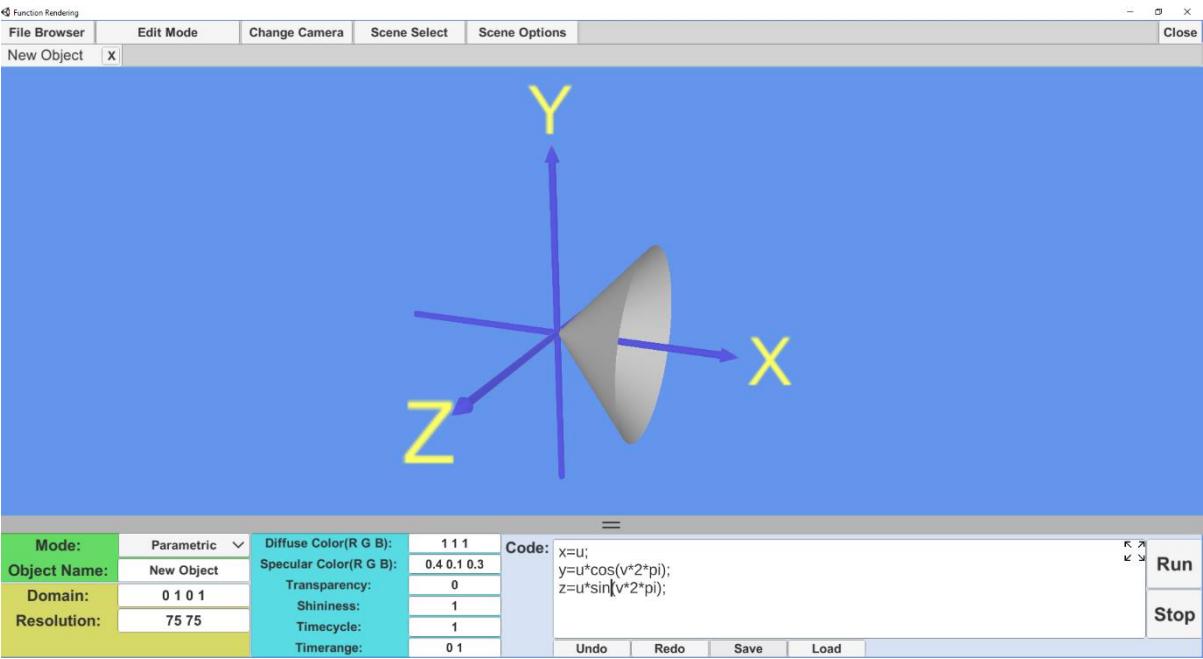 Function Rendering
File Browser Edit Mode Change Camera Scene Select Scene Options Close
New Object X
Y
X
Z
Mode: Parametric
Object Name: New Object
Domain: 0 1 0 1
Resolution: 75 75
Diffuse Color(R G B): 1 1 1
Specular Color(R G B): 0.4 0.1 0.3
Transparency: 0
Shininess: 1
Timecycle: 1
Timerange: 0 1
Code:
x=u;
y=u*cos(v*2*pi);
z=u*sin(v*2*pi);
Undo Redo Save Load
Run
Stop